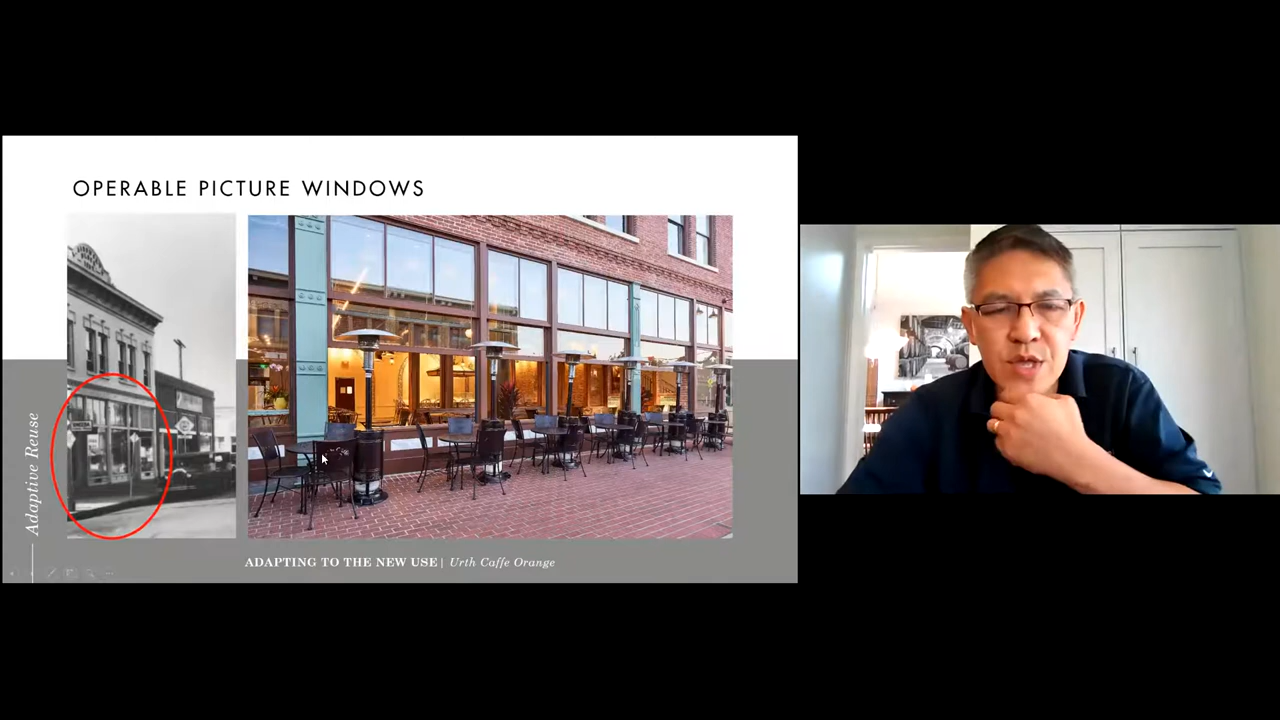 OPERABLE PICTURE WINDOWS
Adaptive Reuse
ADAPTING TO THE NEW USE | Urth Caffe Orange